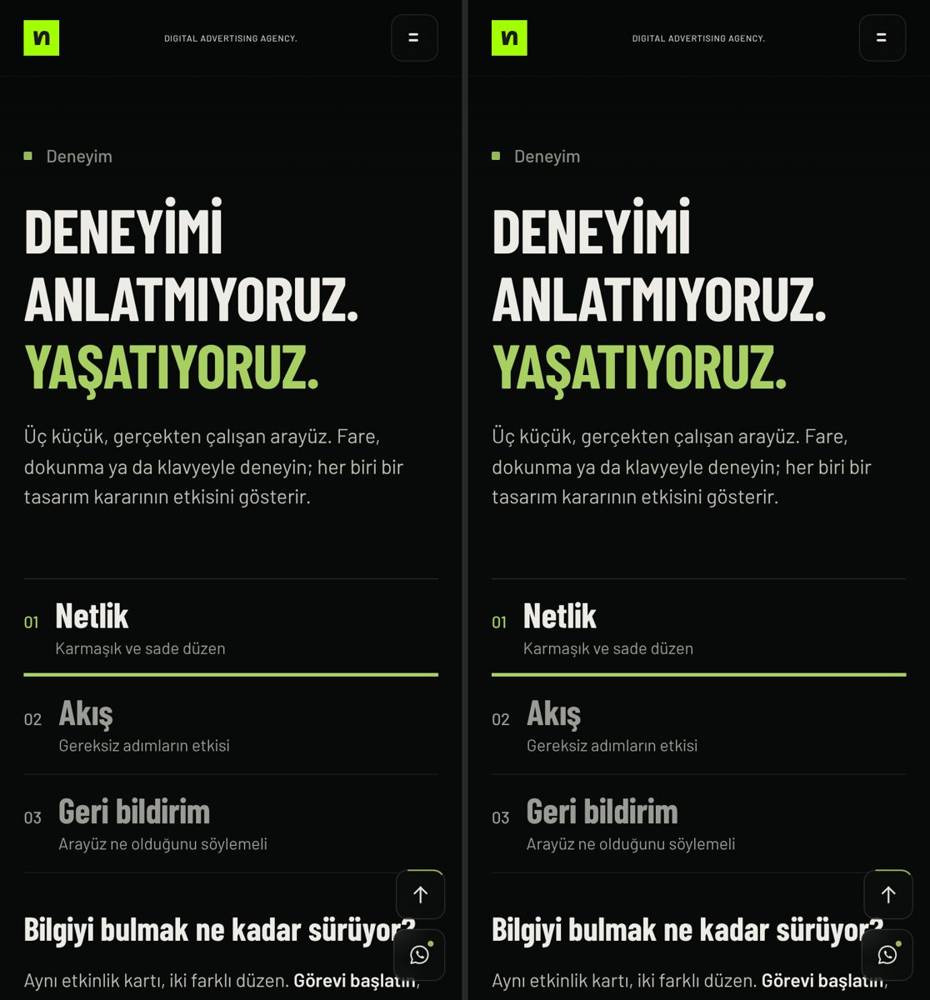 n
DIGITAL ADVERTISING AGENCY.
Deneyim
DENEYİMİ
ANLATMIYORUZ.
YAŞATIYORUZ.
Üç küçük, gerçekten çalışan arayüz. Fare,
dokunma ya da klavyeyle deneyin; her biri bir
tasarım kararının etkisini gösterir.
01 Netlik
Karmaşık ve sade düzen
02 Akış
Gereksiz adımların etkisi
03 Geri bildirim
Arayüz ne olduğunu söylemeli
Bilgiyi bulmak ne kadar sürüyor?
Aynı etkinlik kartı, iki farklı düzen. Görevi başlatın,
n
DIGITAL ADVERTISING AGENCY.
Deneyim
DENEYİMİ
ANLATMIYORUZ.
YAŞATIYORUZ.
Üç küçük, gerçekten çalışan arayüz. Fare,
dokunma ya da klavyeyle deneyin; her biri bir
tasarım kararının etkisini gösterir.
01 Netlik
Karmaşık ve sade düzen
02 Akış
Gereksiz adımların etkisi
03 Geri bildirim
Arayüz ne olduğunu söylemeli
Bilgiyi bulmak ne kadar sürüyor?
Aynı etkinlik kartı, iki farklı düzen. Görevi başlatın,